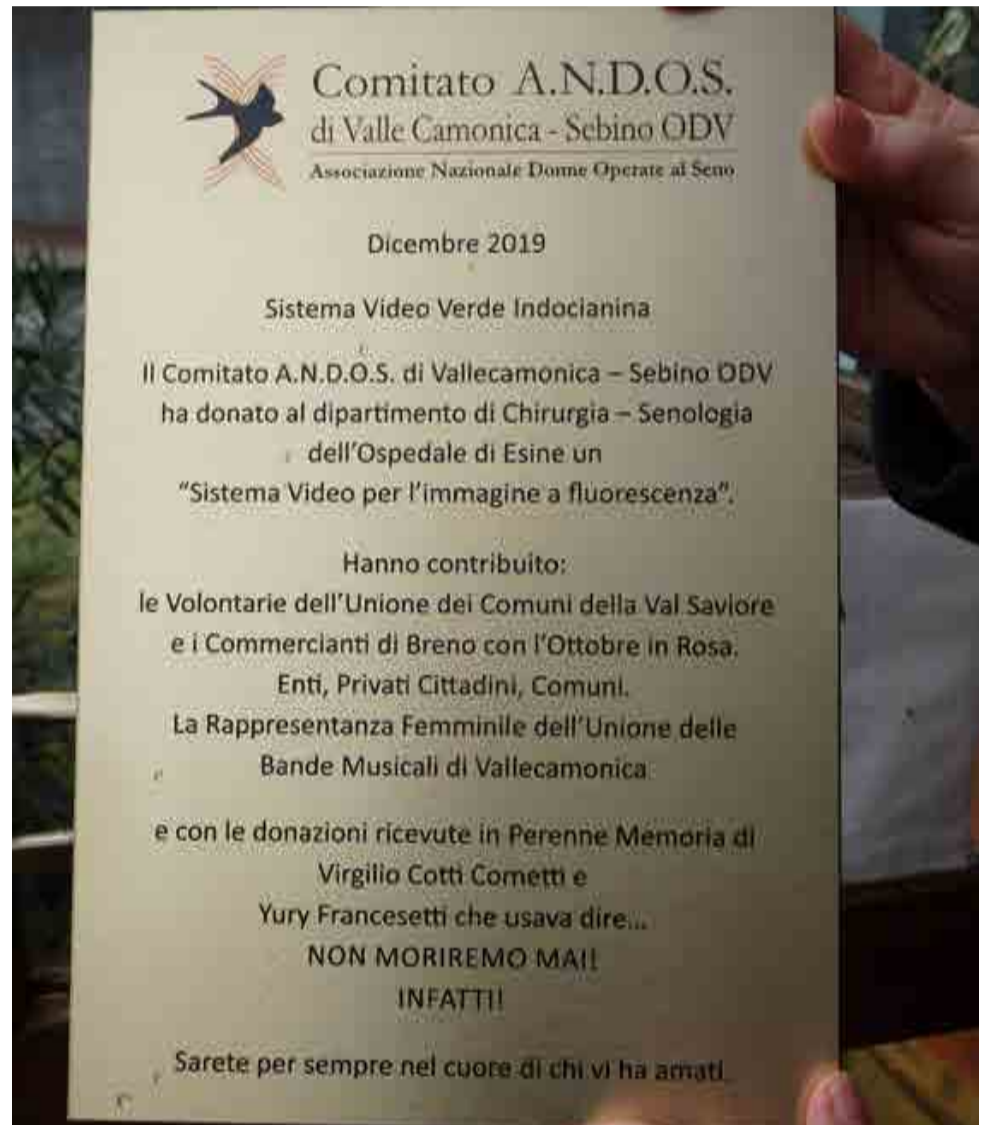 Comitato A.N.D.O.S.
di Valle Camonica - Sebino ODV
Associazione Nazionale Donne Operate al Seno
Dicembre 2019
Sistema Video Verde Indocianina
Il Comitato A.N.D.O.S. di Vallecamonica – Sebino ODV
ha donato al dipartimento di Chirurgia – Senologia
dell'Ospedale di Esine un
"Sistema Video per l'immagine a fluorescenza".
Hanno contribuito:
le Volontarie dell'Unione dei Comuni della Val Saviore
e i Commercianti di Breno con l'Ottobre in Rosa.
Enti, Privati Cittadini, Comuni.
La Rappresentanza Femminile dell'Unione delle
Bande Musicali di Vallecamonica
e con le donazioni ricevute in Perenne Memoria di
Virgilio Cotti Cometti e
Yury Francesetti che usava dire...
NON MORIREMO MAI!
INFATTI!
Sarete per sempre nel cuore di chi vi ha amati